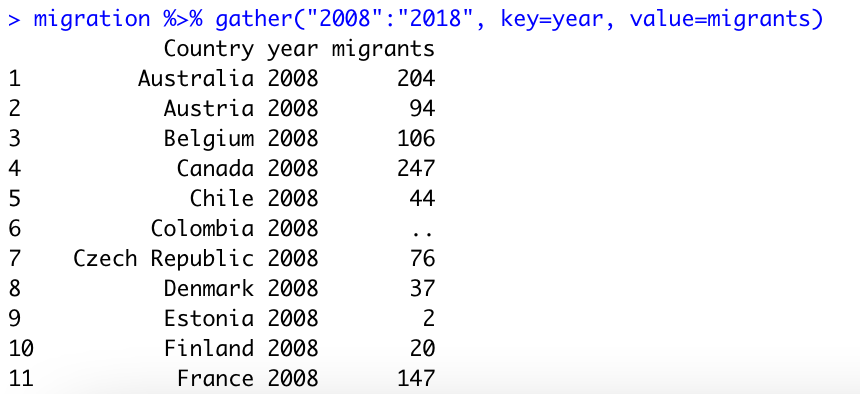 > migration %>% gather("2008":"2018", key=year, value=migrants)
Country year migrants
1 Australia 2008 204
2 Austria 2008 94
3 Belgium 2008 106
4 Canada 2008 247
5 Chile 2008 44
6 Colombia 2008 ..
7 Czech Republic 2008 76
8 Denmark 2008 37
9 Estonia 2008 2
10 Finland 2008 20
11 France 2008 147